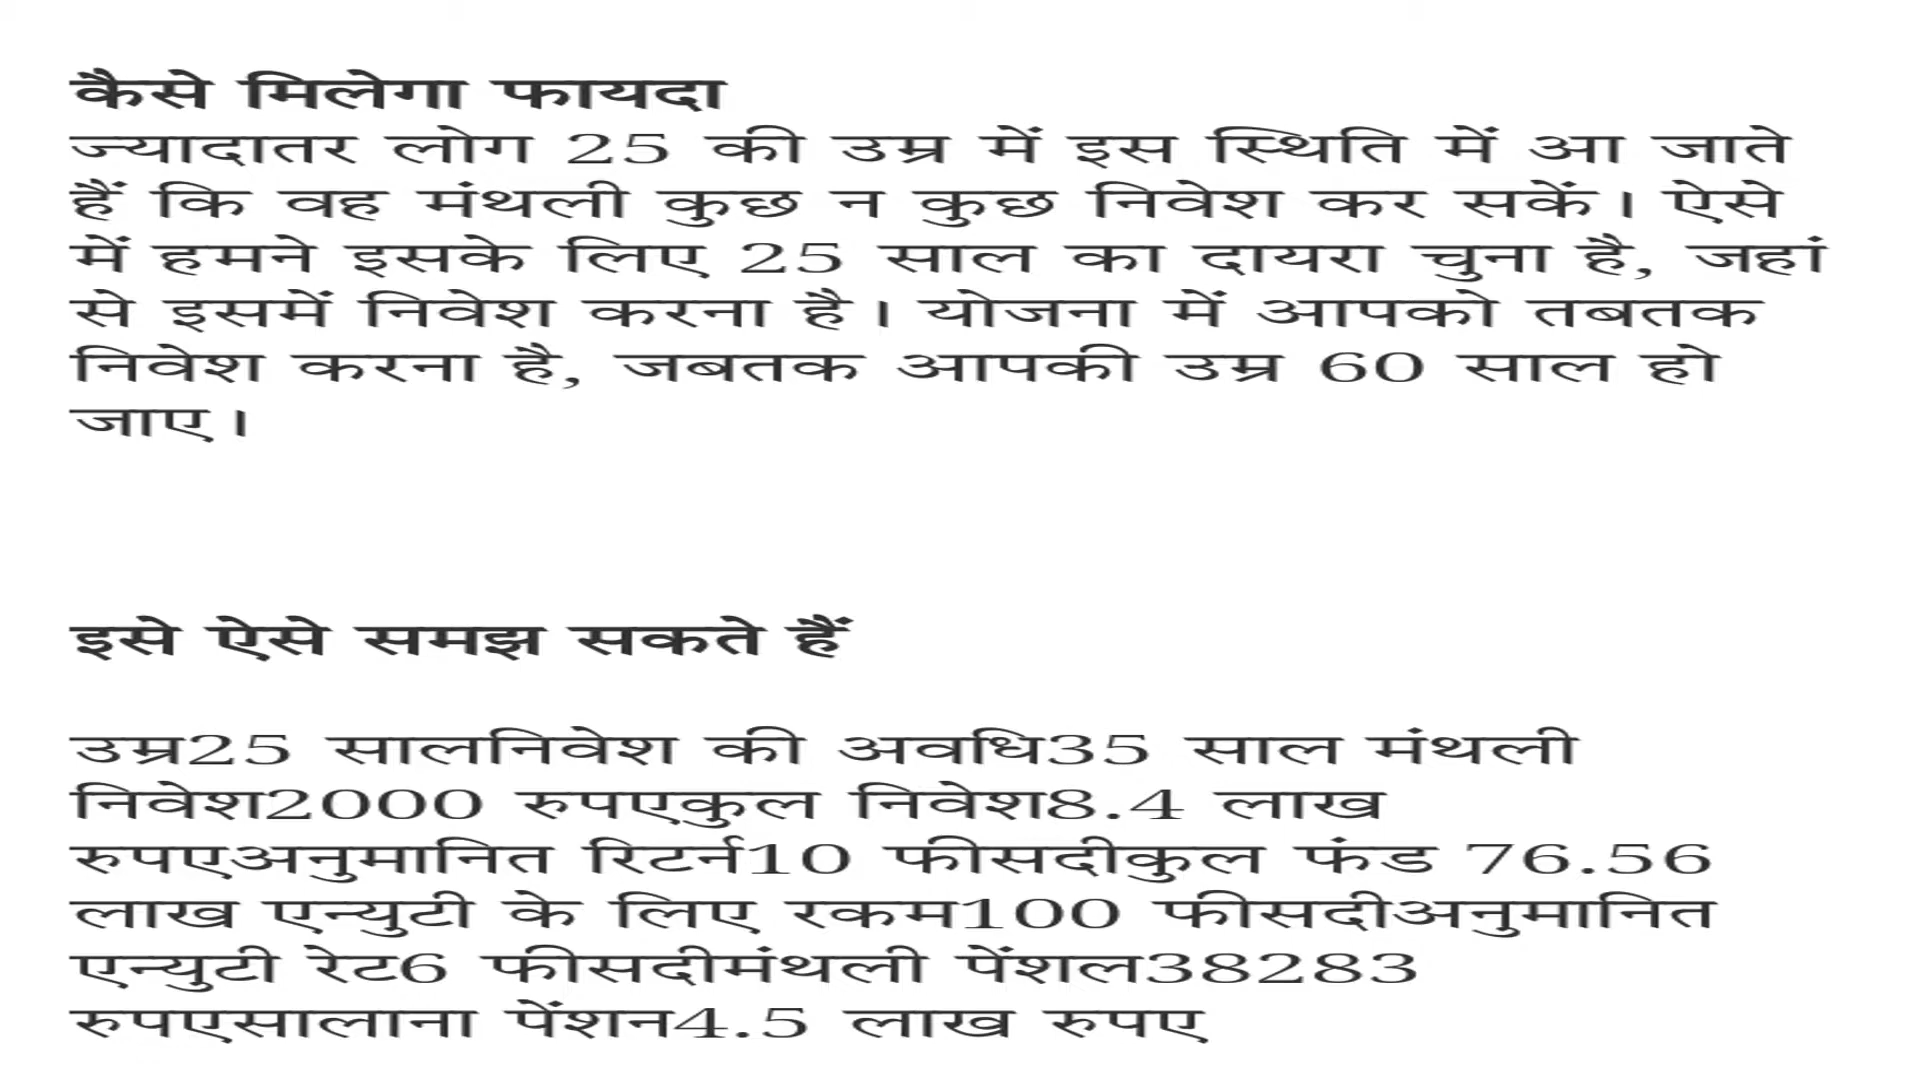 कैसे मिलेगा फायदा
ज्यादातर लोग 25 की उम्र में इस स्थिति में आ जाते
हैं कि वह मंथली कुछ न कुछ निवेश कर सकें। ऐसे
में हमने इसके लिए 25 साल का दायरा चुना है, जहां
से इसमें निवेश करना है। योजना में आपको तबतक
निवेश करना है, जबतक आपकी उम्र 60 साल हो
जाए।
इसे ऐसे समझ सकते हैं
उम्र25 सालनिवेश की अवधि35 साल मंथली
निवेश2000 रुपएकुल निवेश8.4 लाख
रुपएअनुमानित रिटर्न10 फीसदीकुल फंड 76.56
लाख एन्युटी के लिए रकम100 फीसदीअनुमानित
एन्युटी रेट6 फीसदीमंथली पेंशल38283
रुपएसालाना पेंशन4.5 लाख रुपए